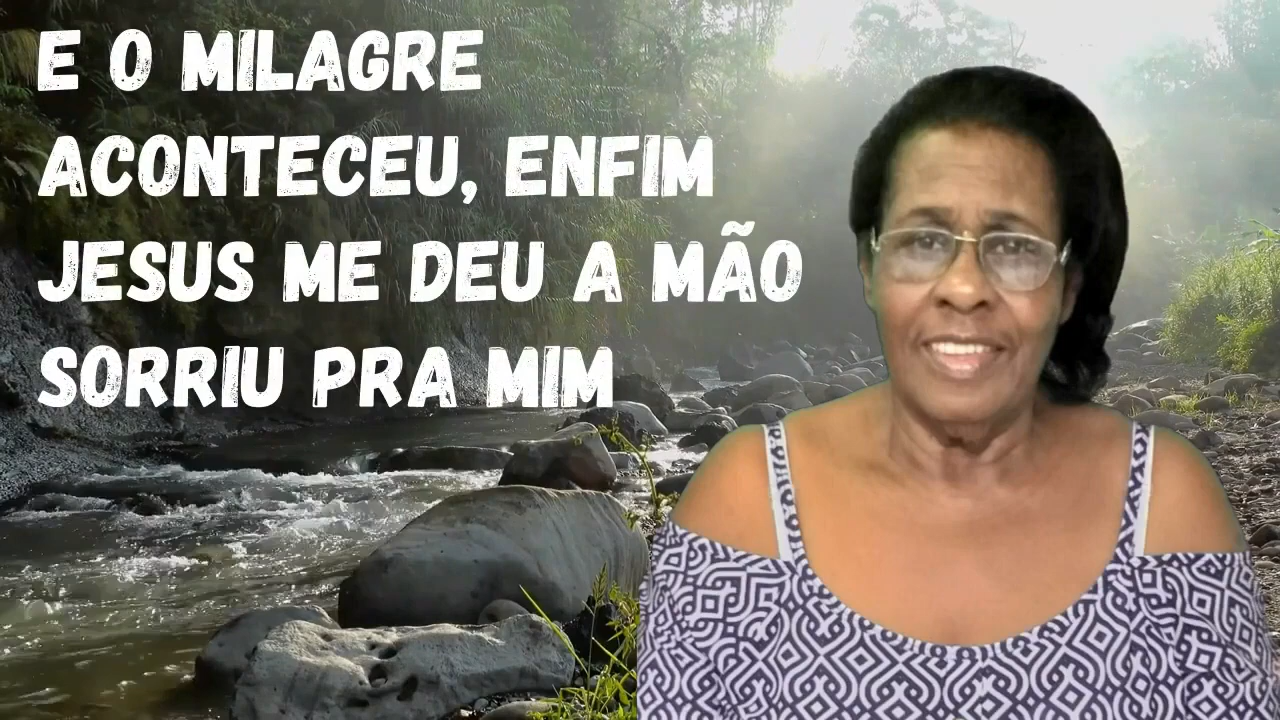 E O MILAGRE
ACONTECEU, ENFIM
JESUS ME DEU A MÃO
SORRIU PRA MIM